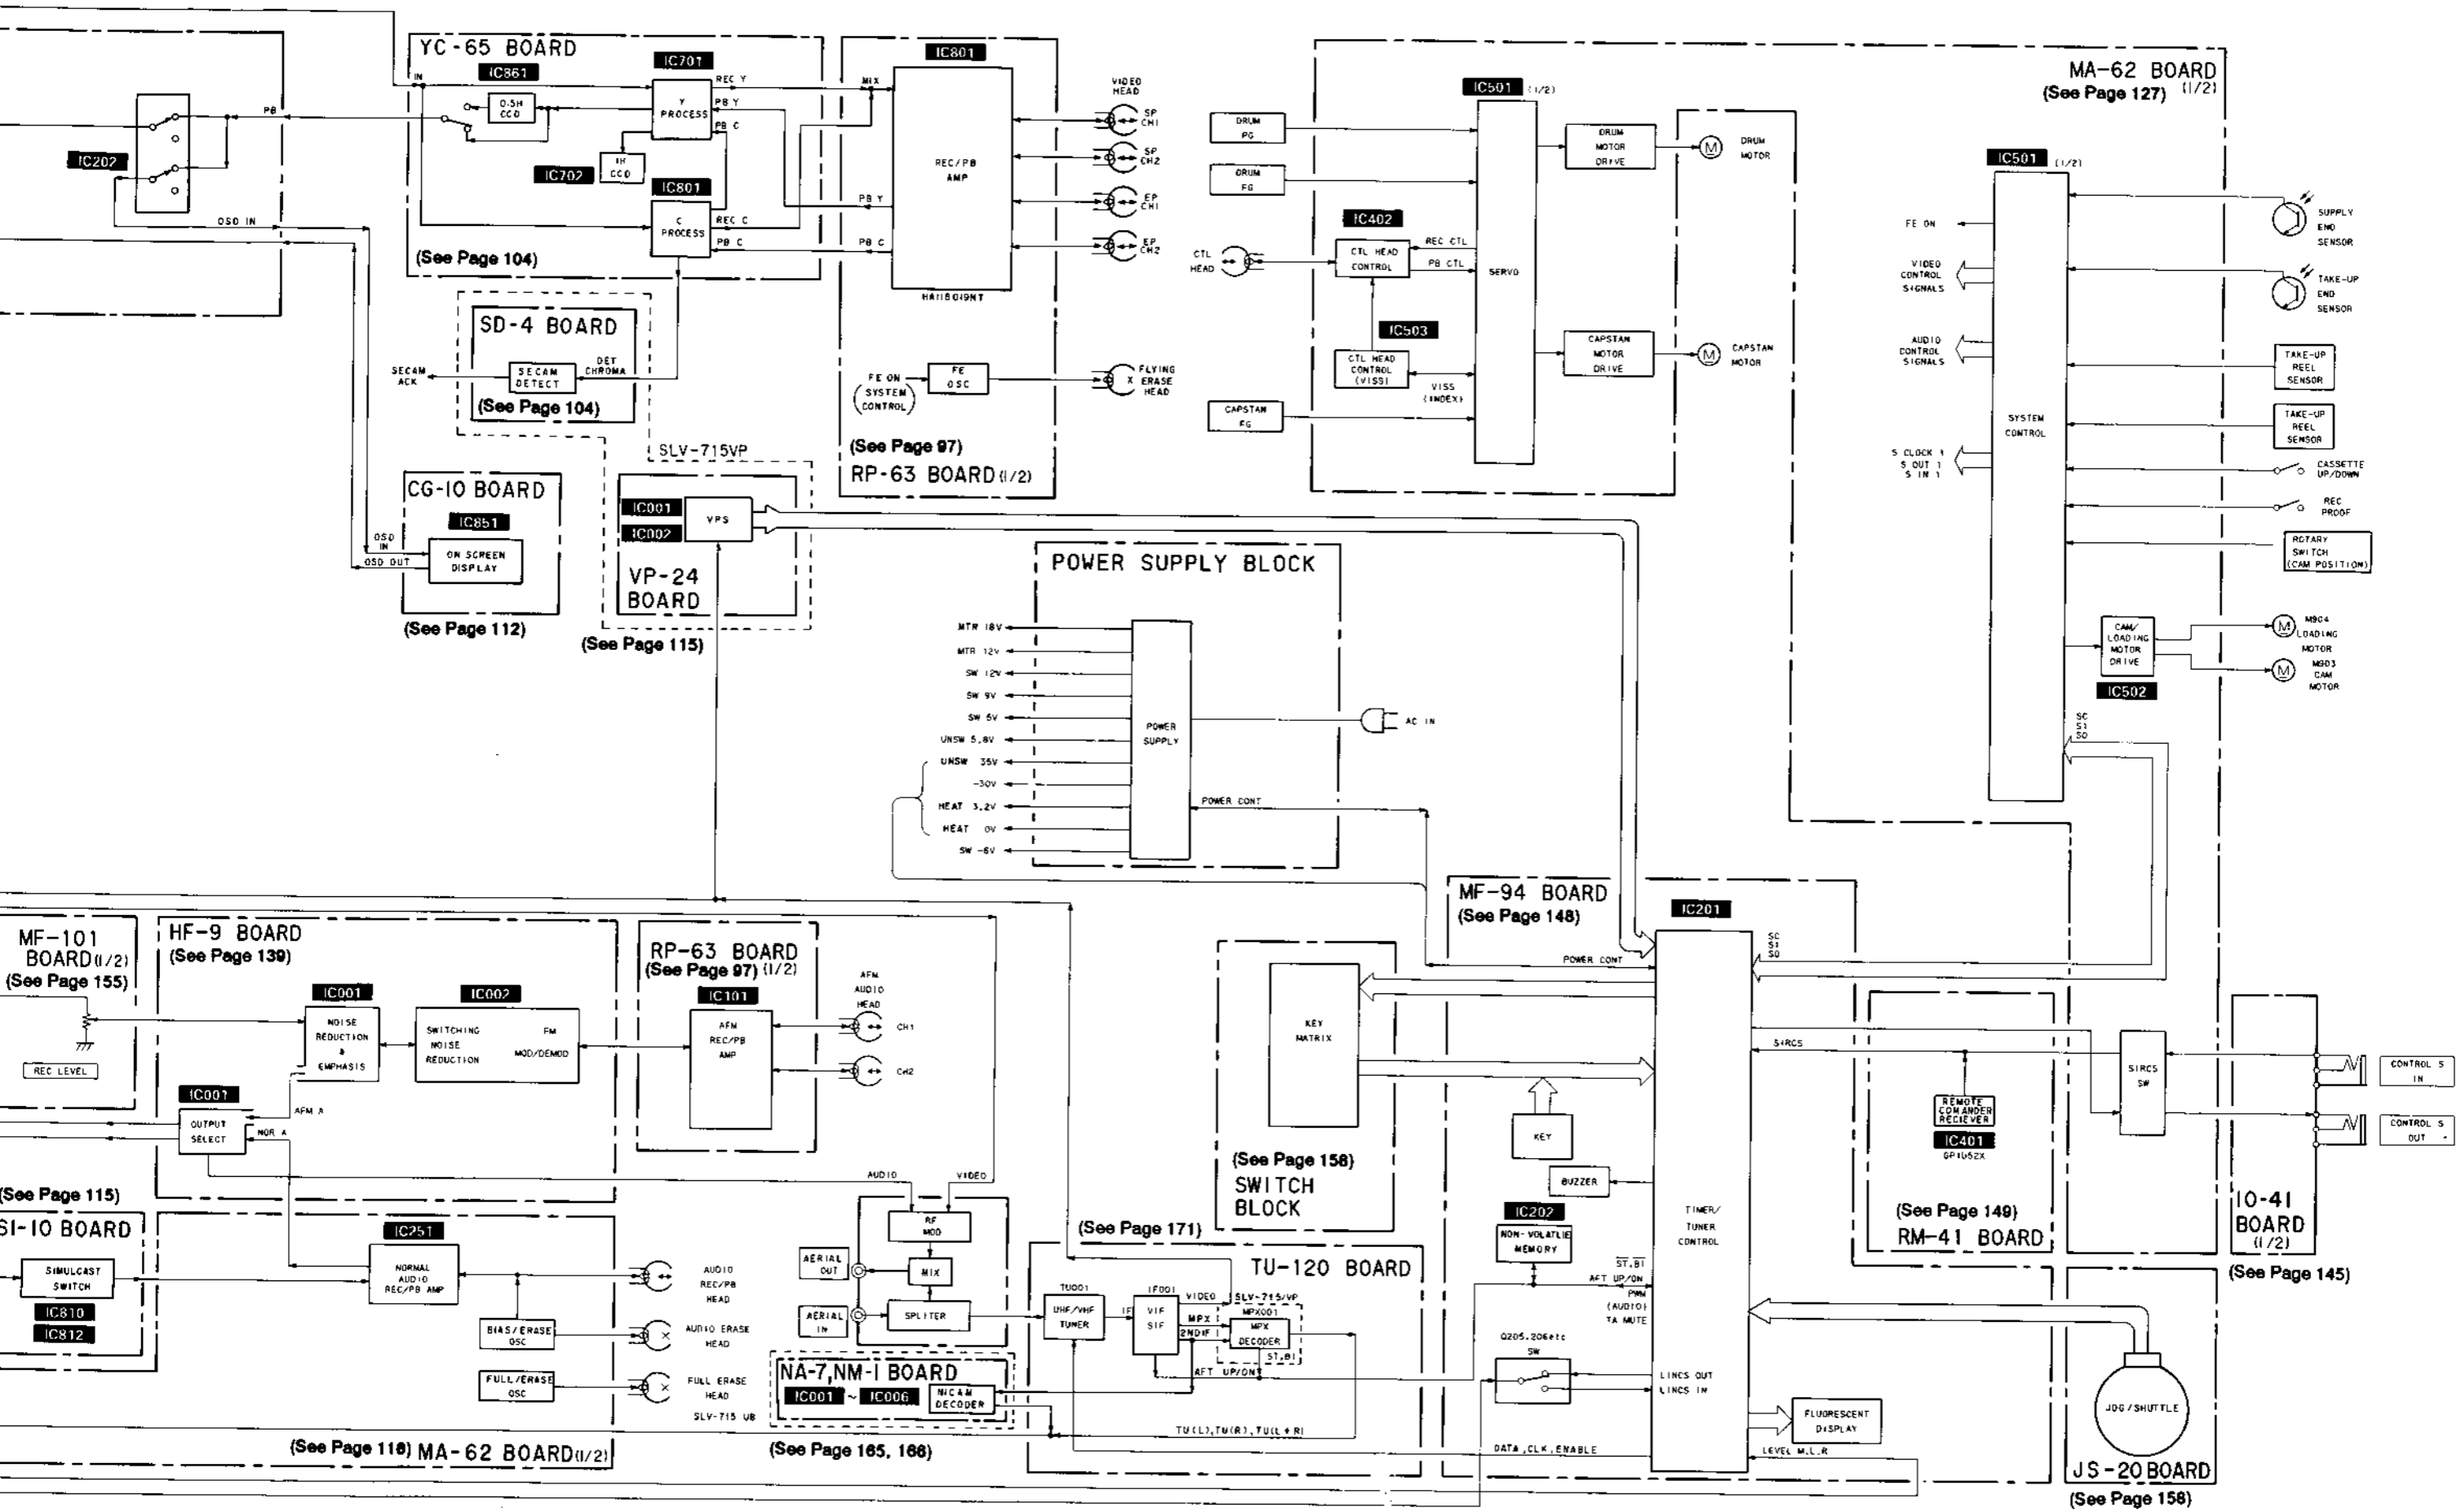 YC-65 BOARD
IN
IC861
IC701
0.5H
CCD
Y
PROCESS
REC Y
PB Y
PB C
IC702
1H
CCD
IC801
C
PROCESS
REC C
PB C
(See Page 104)
PB
IC202
OSD IN
IC801
MIX
REC/PB
AMP
PB Y
PB C
HA118019NT
VIDEO
HEAD
SP
CH1
SP
CH2
EP
CH1
EP
CH2
FE ON
(SYSTEM
CONTROL)
FE
OSC
FLYING
ERASE
HEAD
(See Page 97)
RP-63 BOARD(1/2)
SD-4 BOARD
SECAM
ACK
SECAM
DETECT
DET
CHROMA
(See Page 104)
SLV-715VP
CG-10 BOARD
IC851
OSD
IN
OSD OUT
ON SCREEN
DISPLAY
(See Page 112)
IC001
IC002
VPS
VP-24
BOARD
(See Page 115)
MA-62 BOARD
(See Page 127) (1/2)
IC501 (1/2)
DRUM
PG
DRUM
FG
CTL
HEAD
IC402
CTL HEAD
CONTROL
REC CTL
PB CTL
IC503
CTL HEAD
CONTROL
(VISS)
VISS
(INDEX)
CAPSTAN
FG
SERVO
DRUM
MOTOR
DRIVE
M
DRUM
MOTOR
CAPSTAN
MOTOR
DRIVE
M
CAPSTAN
MOTOR
IC501 (1/2)
FE ON
VIDEO
CONTROL
SIGNALS
AUDIO
CONTROL
SIGNALS
S CLOCK 1
S OUT 1
S IN 1
SYSTEM
CONTROL
SUPPLY
END
SENSOR
TAKE-UP
END
SENSOR
TAKE-UP
REEL
SENSOR
TAKE-UP
REEL
SENSOR
CASSETTE
UP/DOWN
REC
PROOF
ROTARY
SWITCH
(CAM POSITION)
CAM/
LOADING
MOTOR
DRIVE
IC502
M
M904
LOADING
MOTOR
M
M903
CAM
MOTOR
SC
SI
SO
POWER SUPPLY BLOCK
MTR 18V
MTR 12V
SW 12V
SW 9V
SW 5V
UNSW 5.8V
UNSW 35V
-30V
HEAT 3.2V
HEAT 0V
SW -6V
POWER
SUPPLY
AC IN
POWER CONT
MF-101
BOARD(1/2)
(See Page 155)
REC LEVEL
HF-9 BOARD
(See Page 139)
IC001
NOISE
REDUCTION
&
EMPHASIS
IC002
SWITCHING
NOISE
REDUCTION
FM
MOD/DEMOD
IC001
OUTPUT
SELECT
AFM A
NOR A
RP-63 BOARD
(See Page 97) (1/2)
IC101
AFM
REC/PB
AMP
AFM
AUDIO
HEAD
CH1
CH2
AUDIO
VIDEO
(See Page 115)
SI-10 BOARD
SIMULCAST
SWITCH
IC810
IC812
IC251
NORMAL
AUDIO
REC/PB AMP
BIAS/ERASE
OSC
FULL/ERASE
OSC
AUDIO
REC/PB
HEAD
AUDIO ERASE
HEAD
FULL ERASE
HEAD
SLV-715 UB
(See Page 118) MA-62 BOARD(1/2)
RF
MOD
AERIAL
OUT
MIX
AERIAL
IN
SPLITER
NA-7,NM-1 BOARD
IC001 ~ IC006
NICAM
DECODER
(See Page 165, 166)
(See Page 171)
TU-120 BOARD
TU001
UHF/VHF
TUNER
IF
IF001
VIF
SIF
VIDEO
SLV-715/VP
MPX
2NDIF
MPX001
MPX
DECODER
ST,BI
AFT UP/ON
TU(L),TU(R),TU(L+R)
DATA,CLK,ENABLE
KEY
MATRIX
(See Page 156)
SWITCH
BLOCK
MF-94 BOARD
(See Page 148)
IC201
POWER CONT
SC
SI
SO
KEY
BUZZER
IC202
NON-VOLATLIE
MEMORY
ST,BI
AFT UP/ON
PWM
(AUDIO)
TA MUTE
TIMER/
TUNER
CONTROL
Q205,206etc
SW
LINCS OUT
LINCS IN
FLUORESCENT
DISPLAY
LEVEL M,L,R
SIRCS
REMOTE
COMANDER
RECIEVER
IC401
GP1U52X
(See Page 149)
RM-41 BOARD
SIRCS
SW
CONTROL S
IN
CONTROL S
OUT
IO-41
BOARD
(1/2)
(See Page 145)
JOG/SHUTTLE
JS-20 BOARD
(See Page 156)